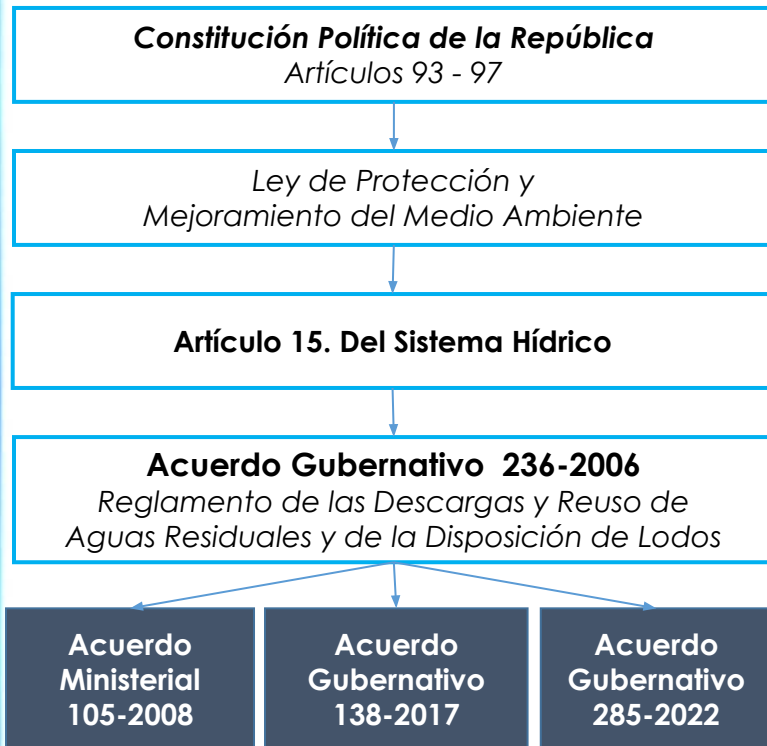 Constitución Política de la República
Artículos 93 - 97
Ley de Protección y
Mejoramiento del Medio Ambiente
Artículo 15. Del Sistema Hídrico
Acuerdo Gubernativo 236-2006
Reglamento de las Descargas y Reuso de
Aguas Residuales y de la Disposición de Lodos
Acuerdo
Ministerial
105-2008
Acuerdo
Gubernativo
138-2017
Acuerdo
Gubernativo
285-2022